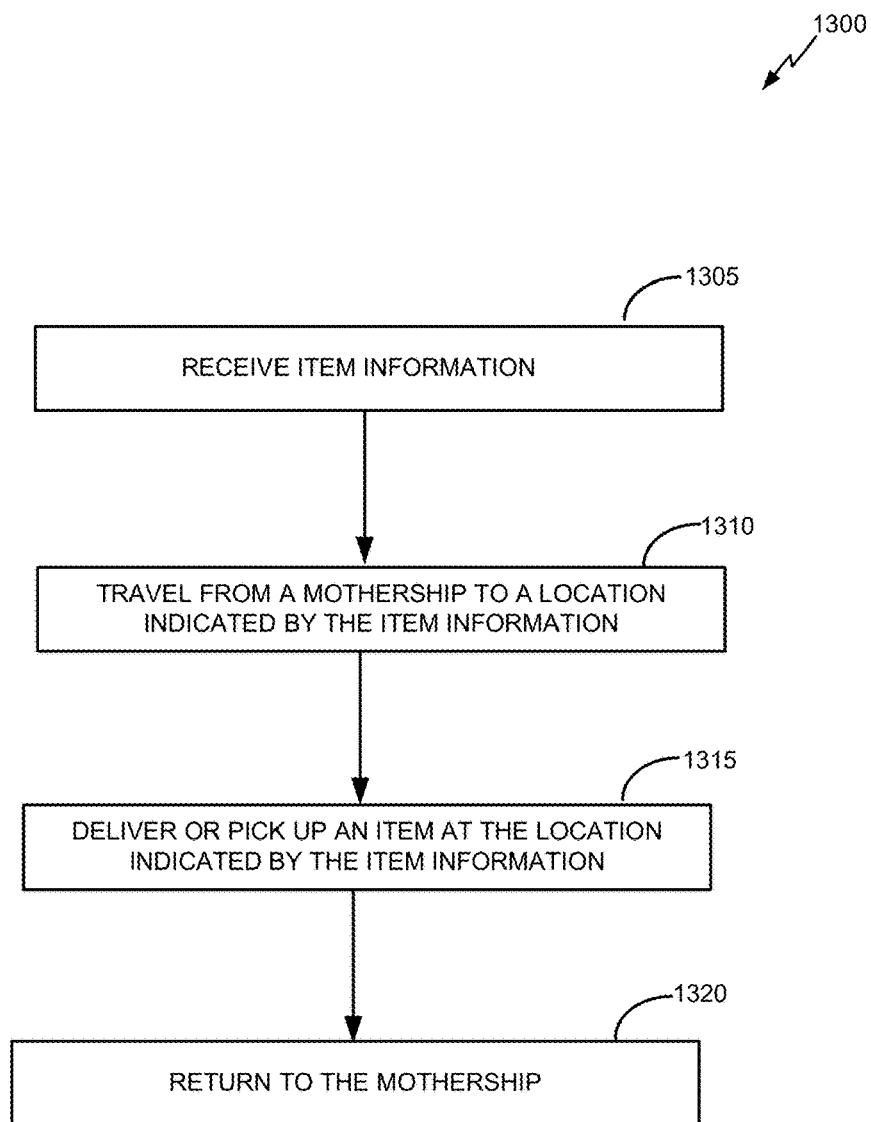 1300
1305
RECEIVE ITEM INFORMATION
1310
TRAVEL FROM A MOTHERSHIP TO A LOCATION
INDICATED BY THE ITEM INFORMATION
1315
DELIVER OR PICK UP AN ITEM AT THE LOCATION
INDICATED BY THE ITEM INFORMATION
1320
RETURN TO THE MOTHERSHIP